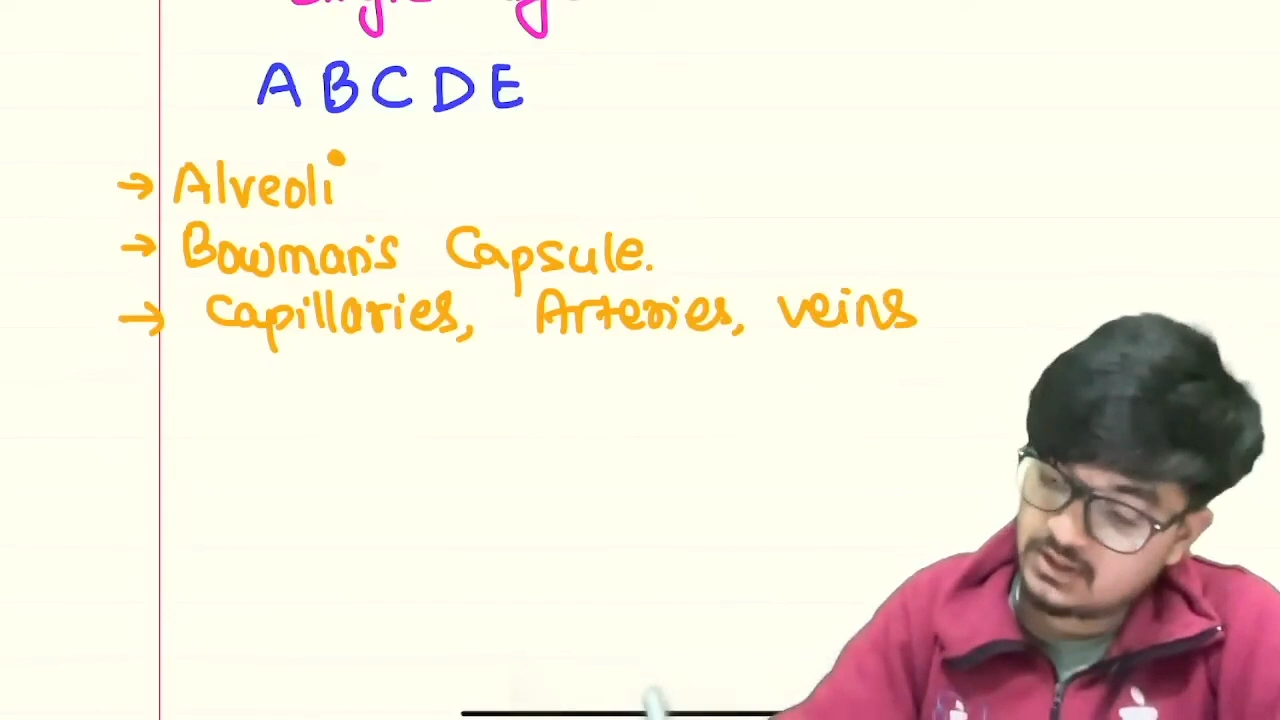 A B C D E
→ Alveoli
→ Bowman's Capsule.
→ Capillaries, Arteries, veins